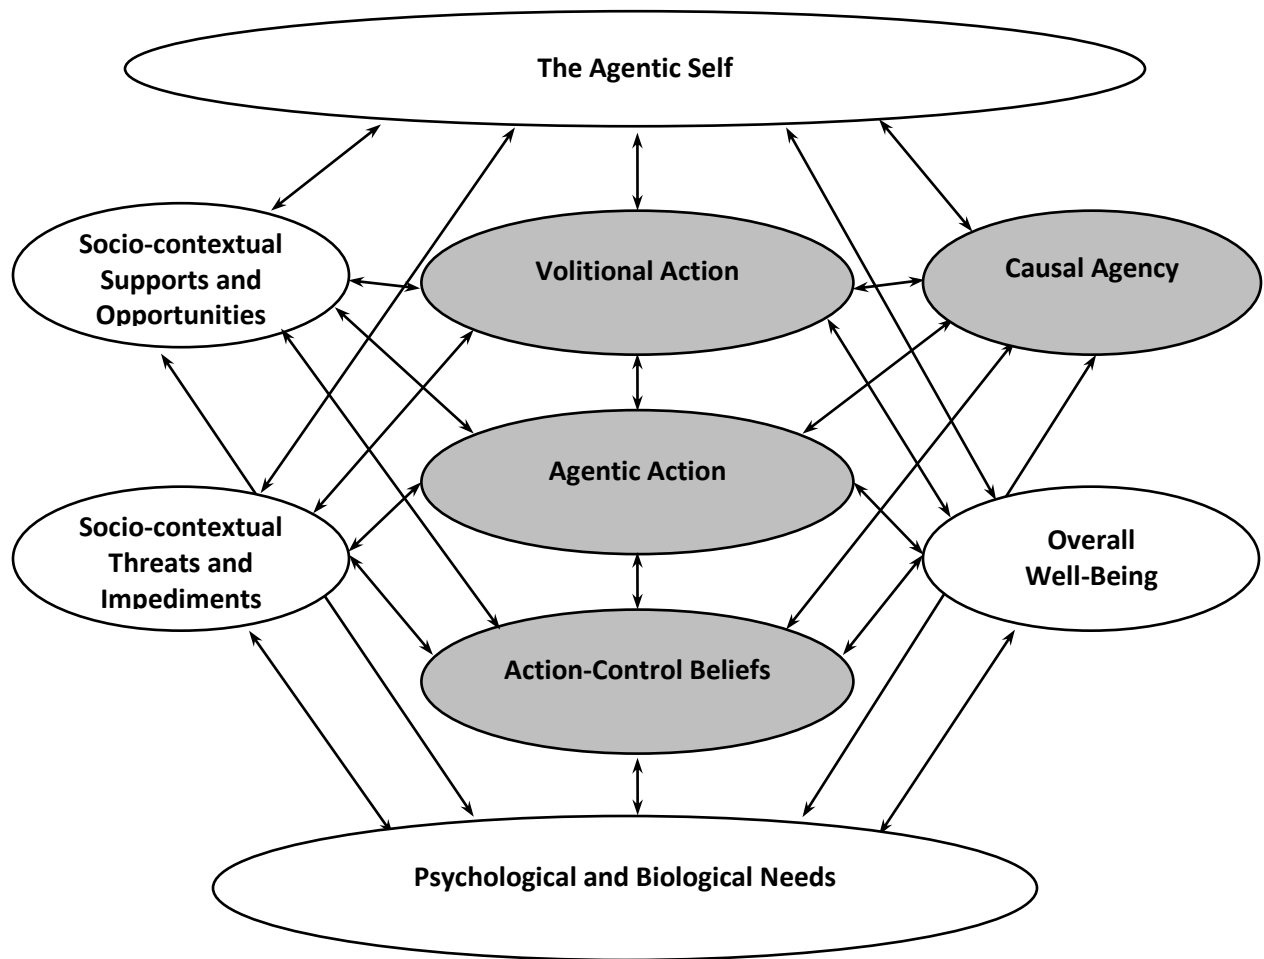 The Agentic Self
Socio-contextual
Supports and
Opportunities
Volitional Action
Causal Agency
Agentic Action
Socio-contextual
Threats and
Impediments
Overall
Well-Being
Action-Control Beliefs
Psychological and Biological Needs